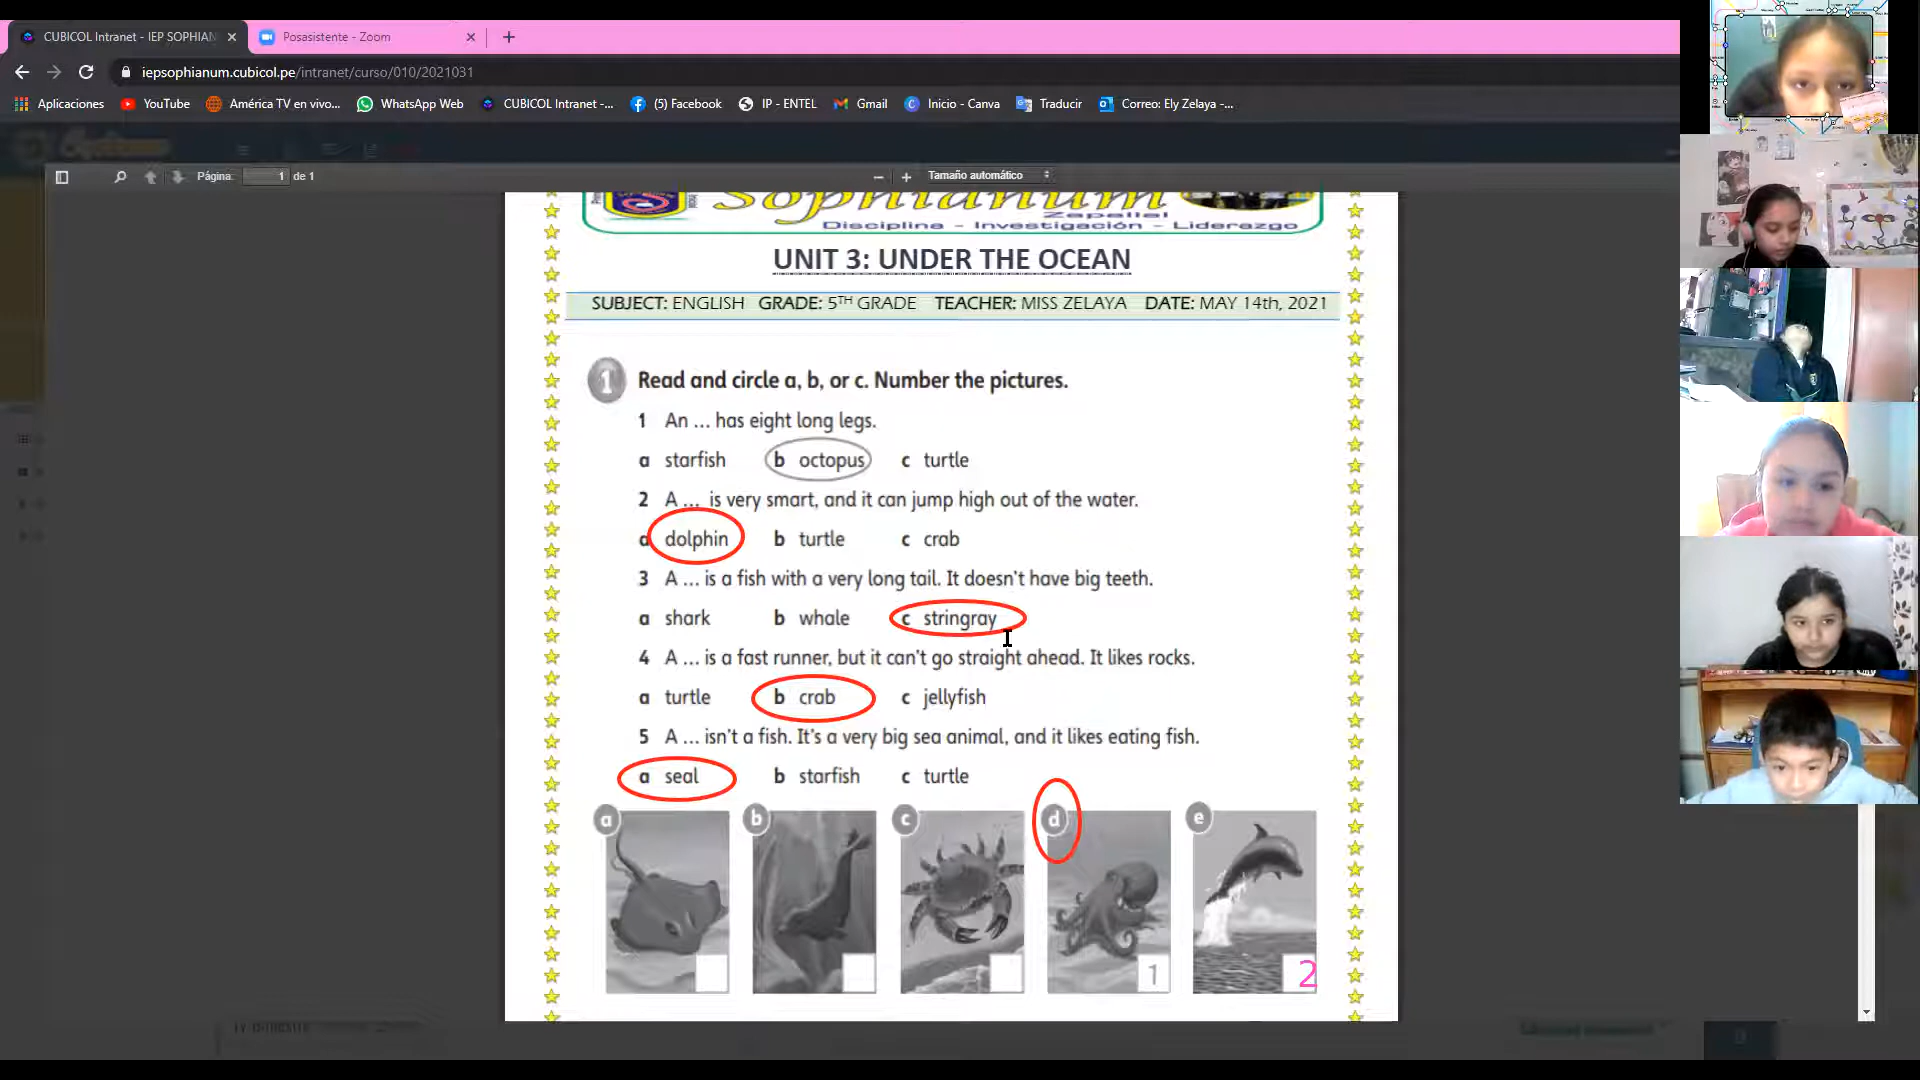 CUBICOL Intranet - IEP SOPHIAN
Posasistente - Zoom
iepsophianum.cubicol.pe/intranet/curso/010/2021031
Aplicaciones YouTube América TV en vivo... WhatsApp Web CUBICOL Intranet -... (5) Facebook IP - ENTEL Gmail Inicio - Canva Traducir Correo: Ely Zelaya -...
Página: 1 de 1 Tamaño automático
Sophianum
Zapallal
Disciplina - Investigación - Liderazgo
UNIT 3: UNDER THE OCEAN
SUBJECT: ENGLISH GRADE: 5TH GRADE TEACHER: MISS ZELAYA DATE: MAY 14th, 2021
1 Read and circle a, b, or c. Number the pictures.
1 An ... has eight long legs.
a starfish b octopus c turtle
2 A ... is very smart, and it can jump high out of the water.
a dolphin b turtle c crab
3 A ... is a fish with a very long tail. It doesn't have big teeth.
a shark b whale c stringray
4 A ... is a fast runner, but it can't go straight ahead. It likes rocks.
a turtle b crab c jellyfish
5 A ... isn't a fish. It's a very big sea animal, and it likes eating fish.
a seal b starfish c turtle
a b c d e
1 2